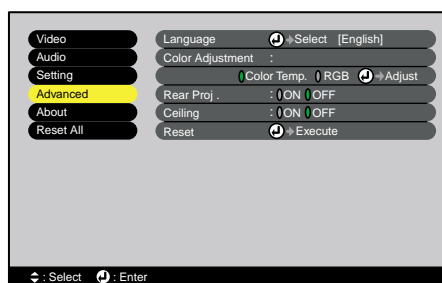 Video
Audio
Setting
Advanced
About
Reset All
Language Select [English]
Color Adjustment :
Color Temp. RGB Adjust
Rear Proj . : ON OFF
Ceiling : ON OFF
Reset Execute
: Select : Enter